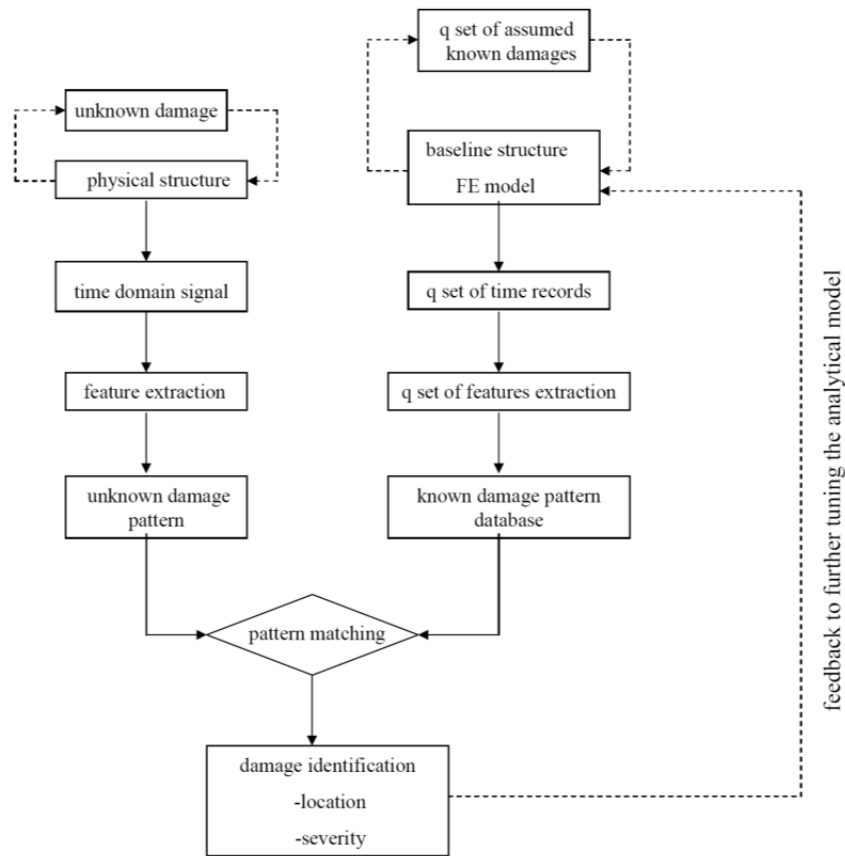 q set of assumed
known damages
unknown damage
physical structure
baseline structure
FE model
time domain signal
q set of time records
feature extraction
q set of features extraction
unknown damage
pattern
known damage pattern
database
pattern matching
damage identification
-location
-severity
feedback to further tuning the analytical model